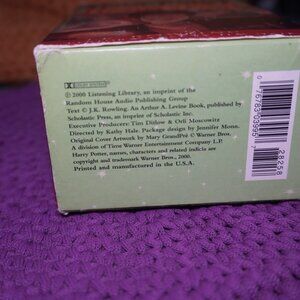 ©2000 Listening Library, an imprint of the
Random House Audio Publishing Group
Text © J.K. Rowling. An Arthur A. Levine Book, published by
Scholastic Press, an imprint of Scholastic Inc.
Executive Producers: Tim Ditlow & Orli Moscowitz
Directed by Kathy Hale. Package design by Jennifer Monn.
Original Cover Artwork by Mary GrandPré © Warner Bros.
A division of Time Warner Entertainment Company L.P.
Harry Potter, names, characters and related indicia are
copyright and trademark Warner Bros., 2000.
Printed and manufactured in the U.S.A.
28258